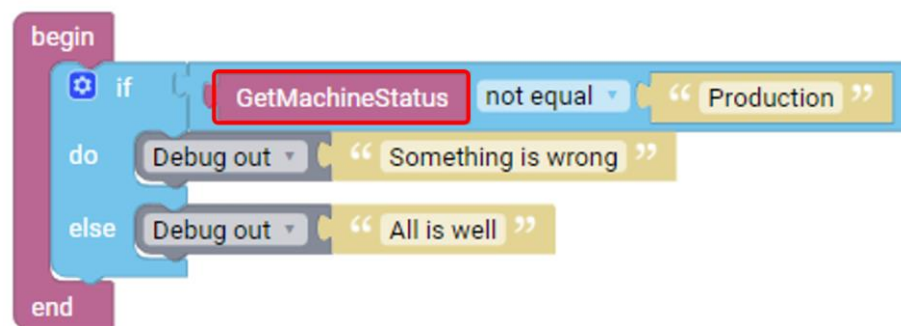 begin
if GetMachineStatus not equal “ Production ”
do Debug out “ Something is wrong ”
else Debug out “ All is well ”
end